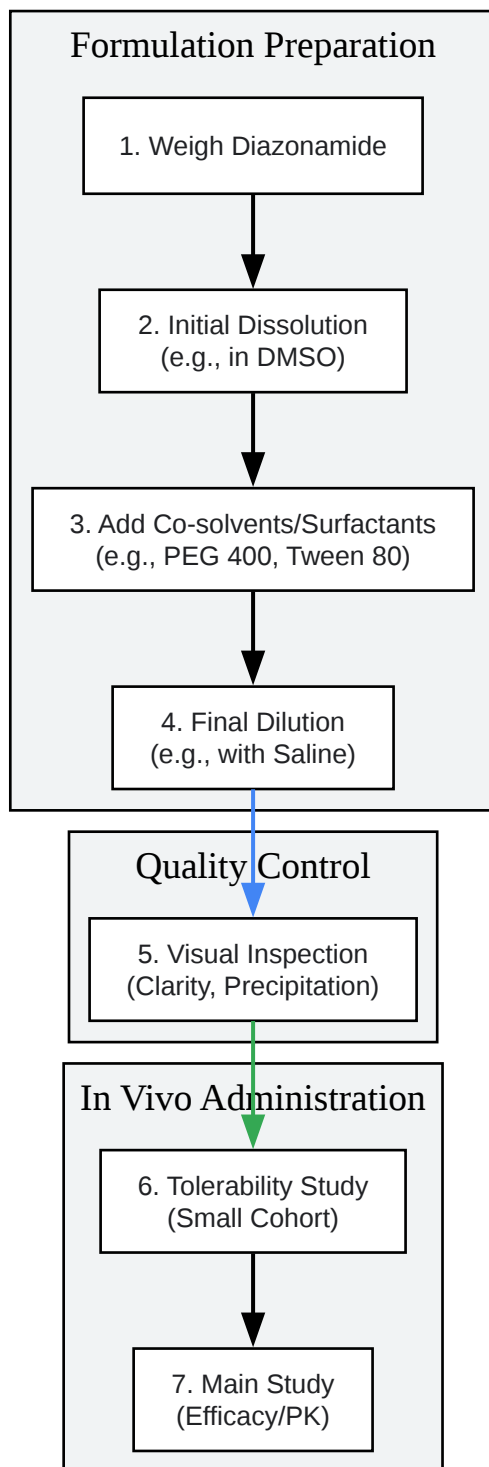 Formulation Preparation
1. Weigh Diazonamide
2. Initial Dissolution
(e.g., in DMSO)
3. Add Co-solvents/Surfactants
(e.g., PEG 400, Tween 80)
4. Final Dilution
(e.g., with Saline)
Quality Control
5. Visual Inspection
(Clarity, Precipitation)
In Vivo Administration
6. Tolerability Study
(Small Cohort)
7. Main Study
(Efficacy/PK)